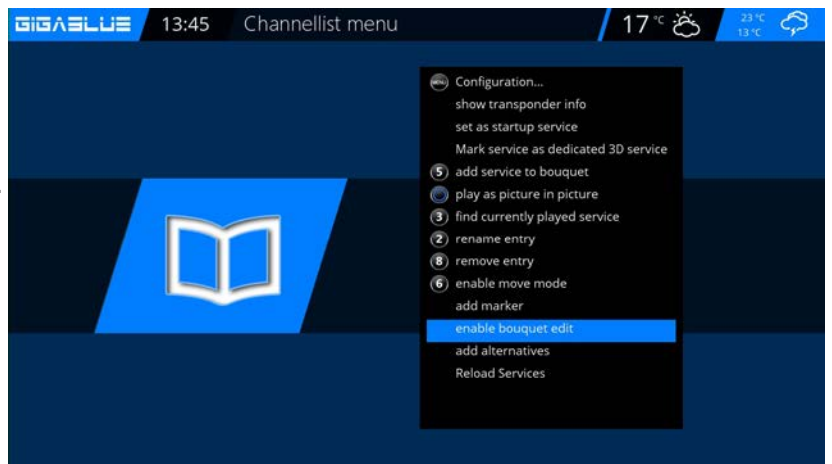 GIGABLUE 13:45 Channellist menu 17 °C 23 °C
13 °C
MENU Configuration...
show transponder info
set as startup service
Mark service as dedicated 3D service
5 add service to bouquet
play as picture in picture
3 find currently played service
2 rename entry
8 remove entry
6 enable move mode
add marker
enable bouquet edit
add alternatives
Reload Services